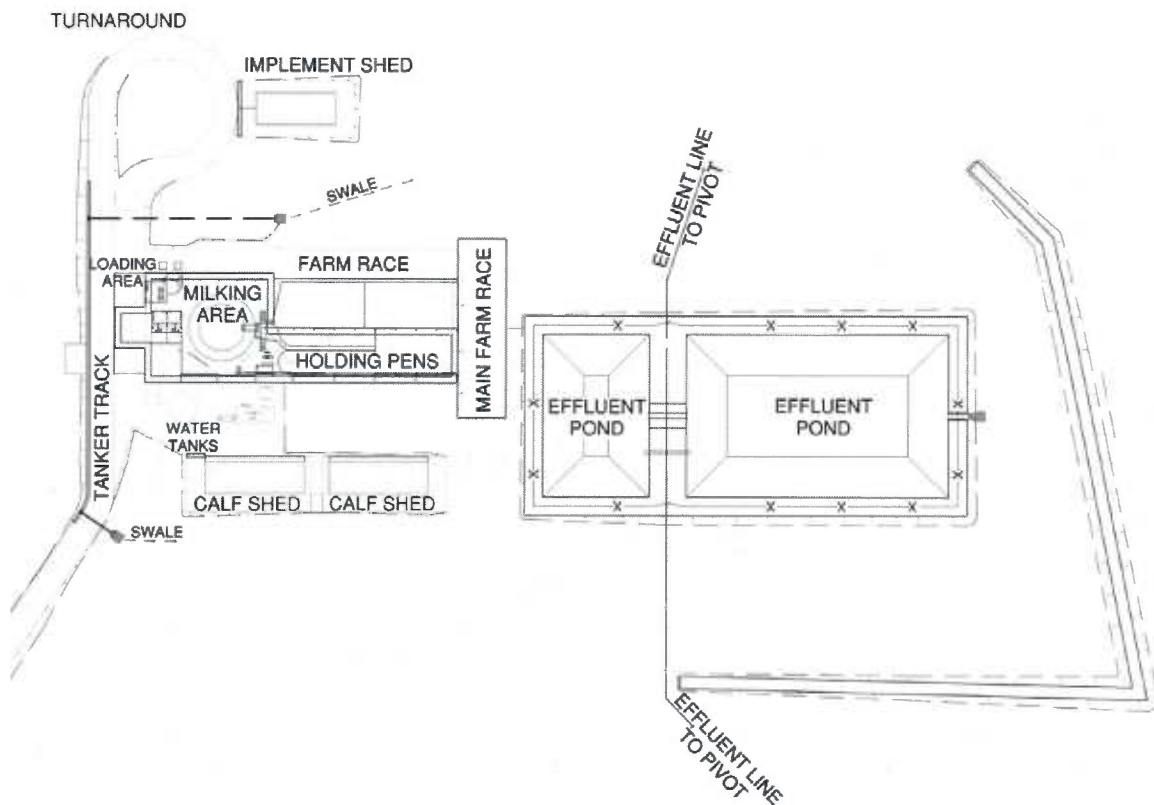 TURNAROUND
IMPLEMENT SHED
EFFLUENT LINE
TO PIVOT
SWALE
LOADING
AREA
FARM RACE
MILKING
AREA
MAIN FARM RACE
HOLDING PENS
TANKER TRACK
EFFLUENT
POND
EFFLUENT
POND
WATER
TANKS
CALF SHED
CALF SHED
SWALE
EFFLUENT LINE
TO PIVOT